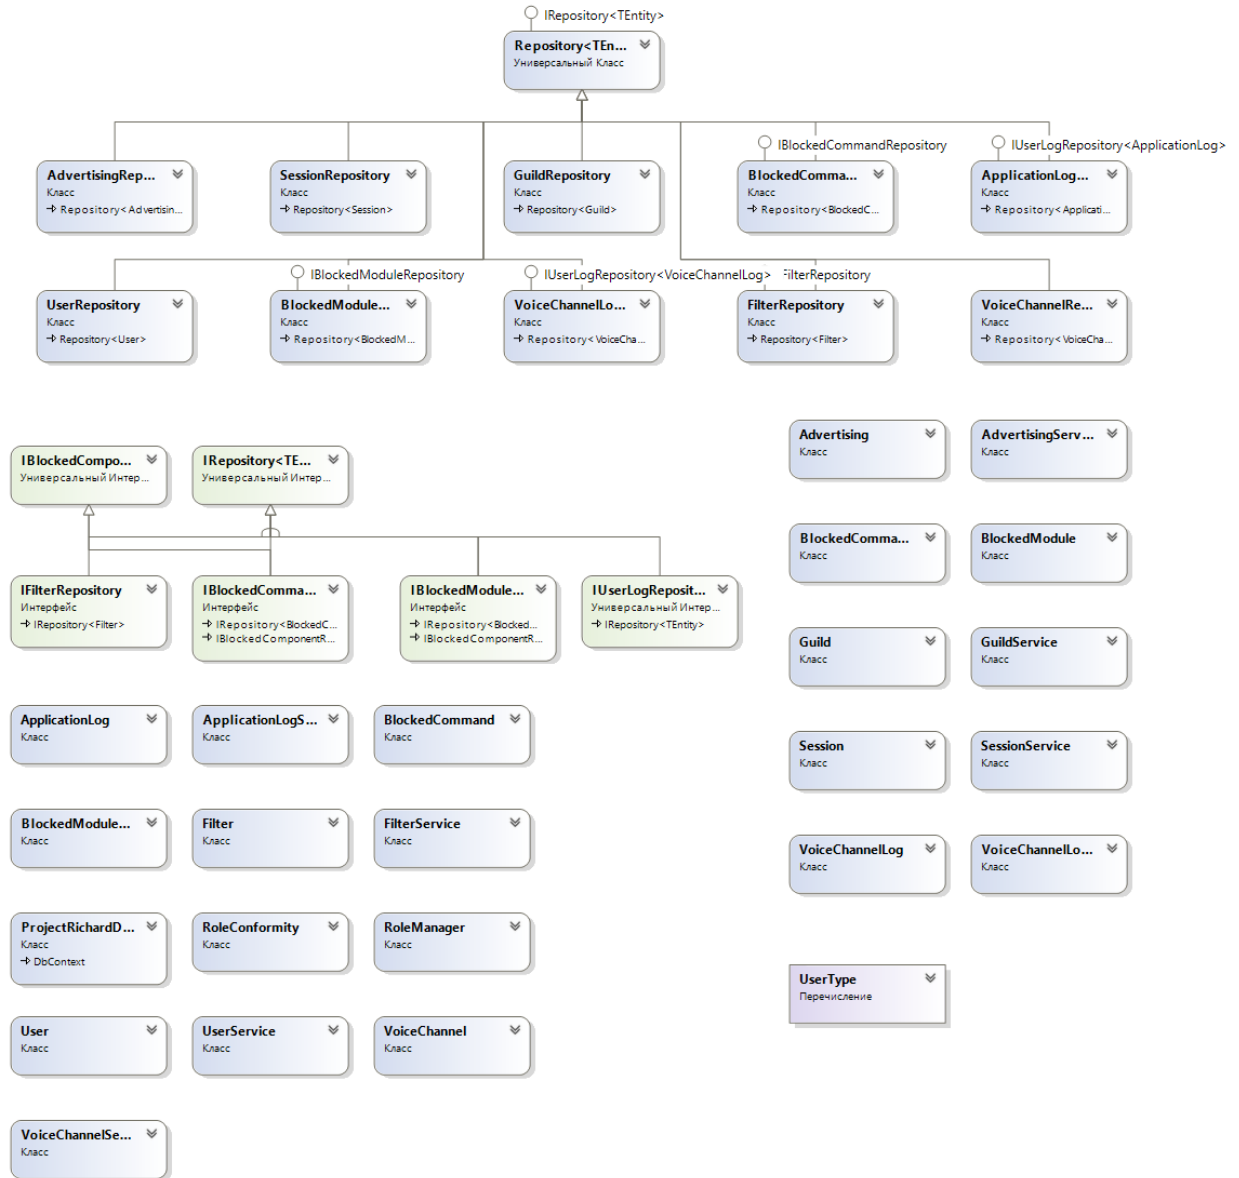 IRepository<TEntity>
Repository<TEn...
Универсальный Класс
IBlockedCommandRepository
IUserLogRepository<ApplicationLog>
AdvertisingRep...
Класс
Repository<Advertisin...
SessionRepository
Класс
Repository<Session>
GuildRepository
Класс
Repository<Guild>
BlockedComma...
Класс
Repository<BlockedC...
ApplicationLog...
Класс
Repository<Applicati...
IBlockedModuleRepository
IUserLogRepository<VoiceChannelLog>
FilterRepository
UserRepository
Класс
Repository<User>
BlockedModule...
Класс
Repository<BlockedM...
VoiceChannelLo...
Класс
Repository<VoiceCha...
FilterRepository
Класс
Repository<Filter>
VoiceChannelRe...
Класс
Repository<VoiceCha...
IBlockedCompo...
Универсальный Интер...
IRepository<TE...
Универсальный Интер...
IFilterRepository
Интерфейс
IRepository<Filter>
IBlockedComma...
Интерфейс
IRepository<BlockedC...
IBlockedComponentR...
IBlockedModule...
Интерфейс
IRepository<Blocked...
IBlockedComponentR...
IUserLogReposit...
Универсальный Интер...
IRepository<TEntity>
Advertising
Класс
AdvertisingServ...
Класс
BlockedComma...
Класс
BlockedModule
Класс
Guild
Класс
GuildService
Класс
Session
Класс
SessionService
Класс
VoiceChannelLog
Класс
VoiceChannelLo...
Класс
UserType
Перечисление
ApplicationLog
Класс
ApplicationLogS...
Класс
BlockedCommand
Класс
BlockedModule...
Класс
Filter
Класс
FilterService
Класс
ProjectRichardD...
Класс
DbContext
RoleConformity
Класс
RoleManager
Класс
User
Класс
UserService
Класс
VoiceChannel
Класс
VoiceChannelSe...
Класс